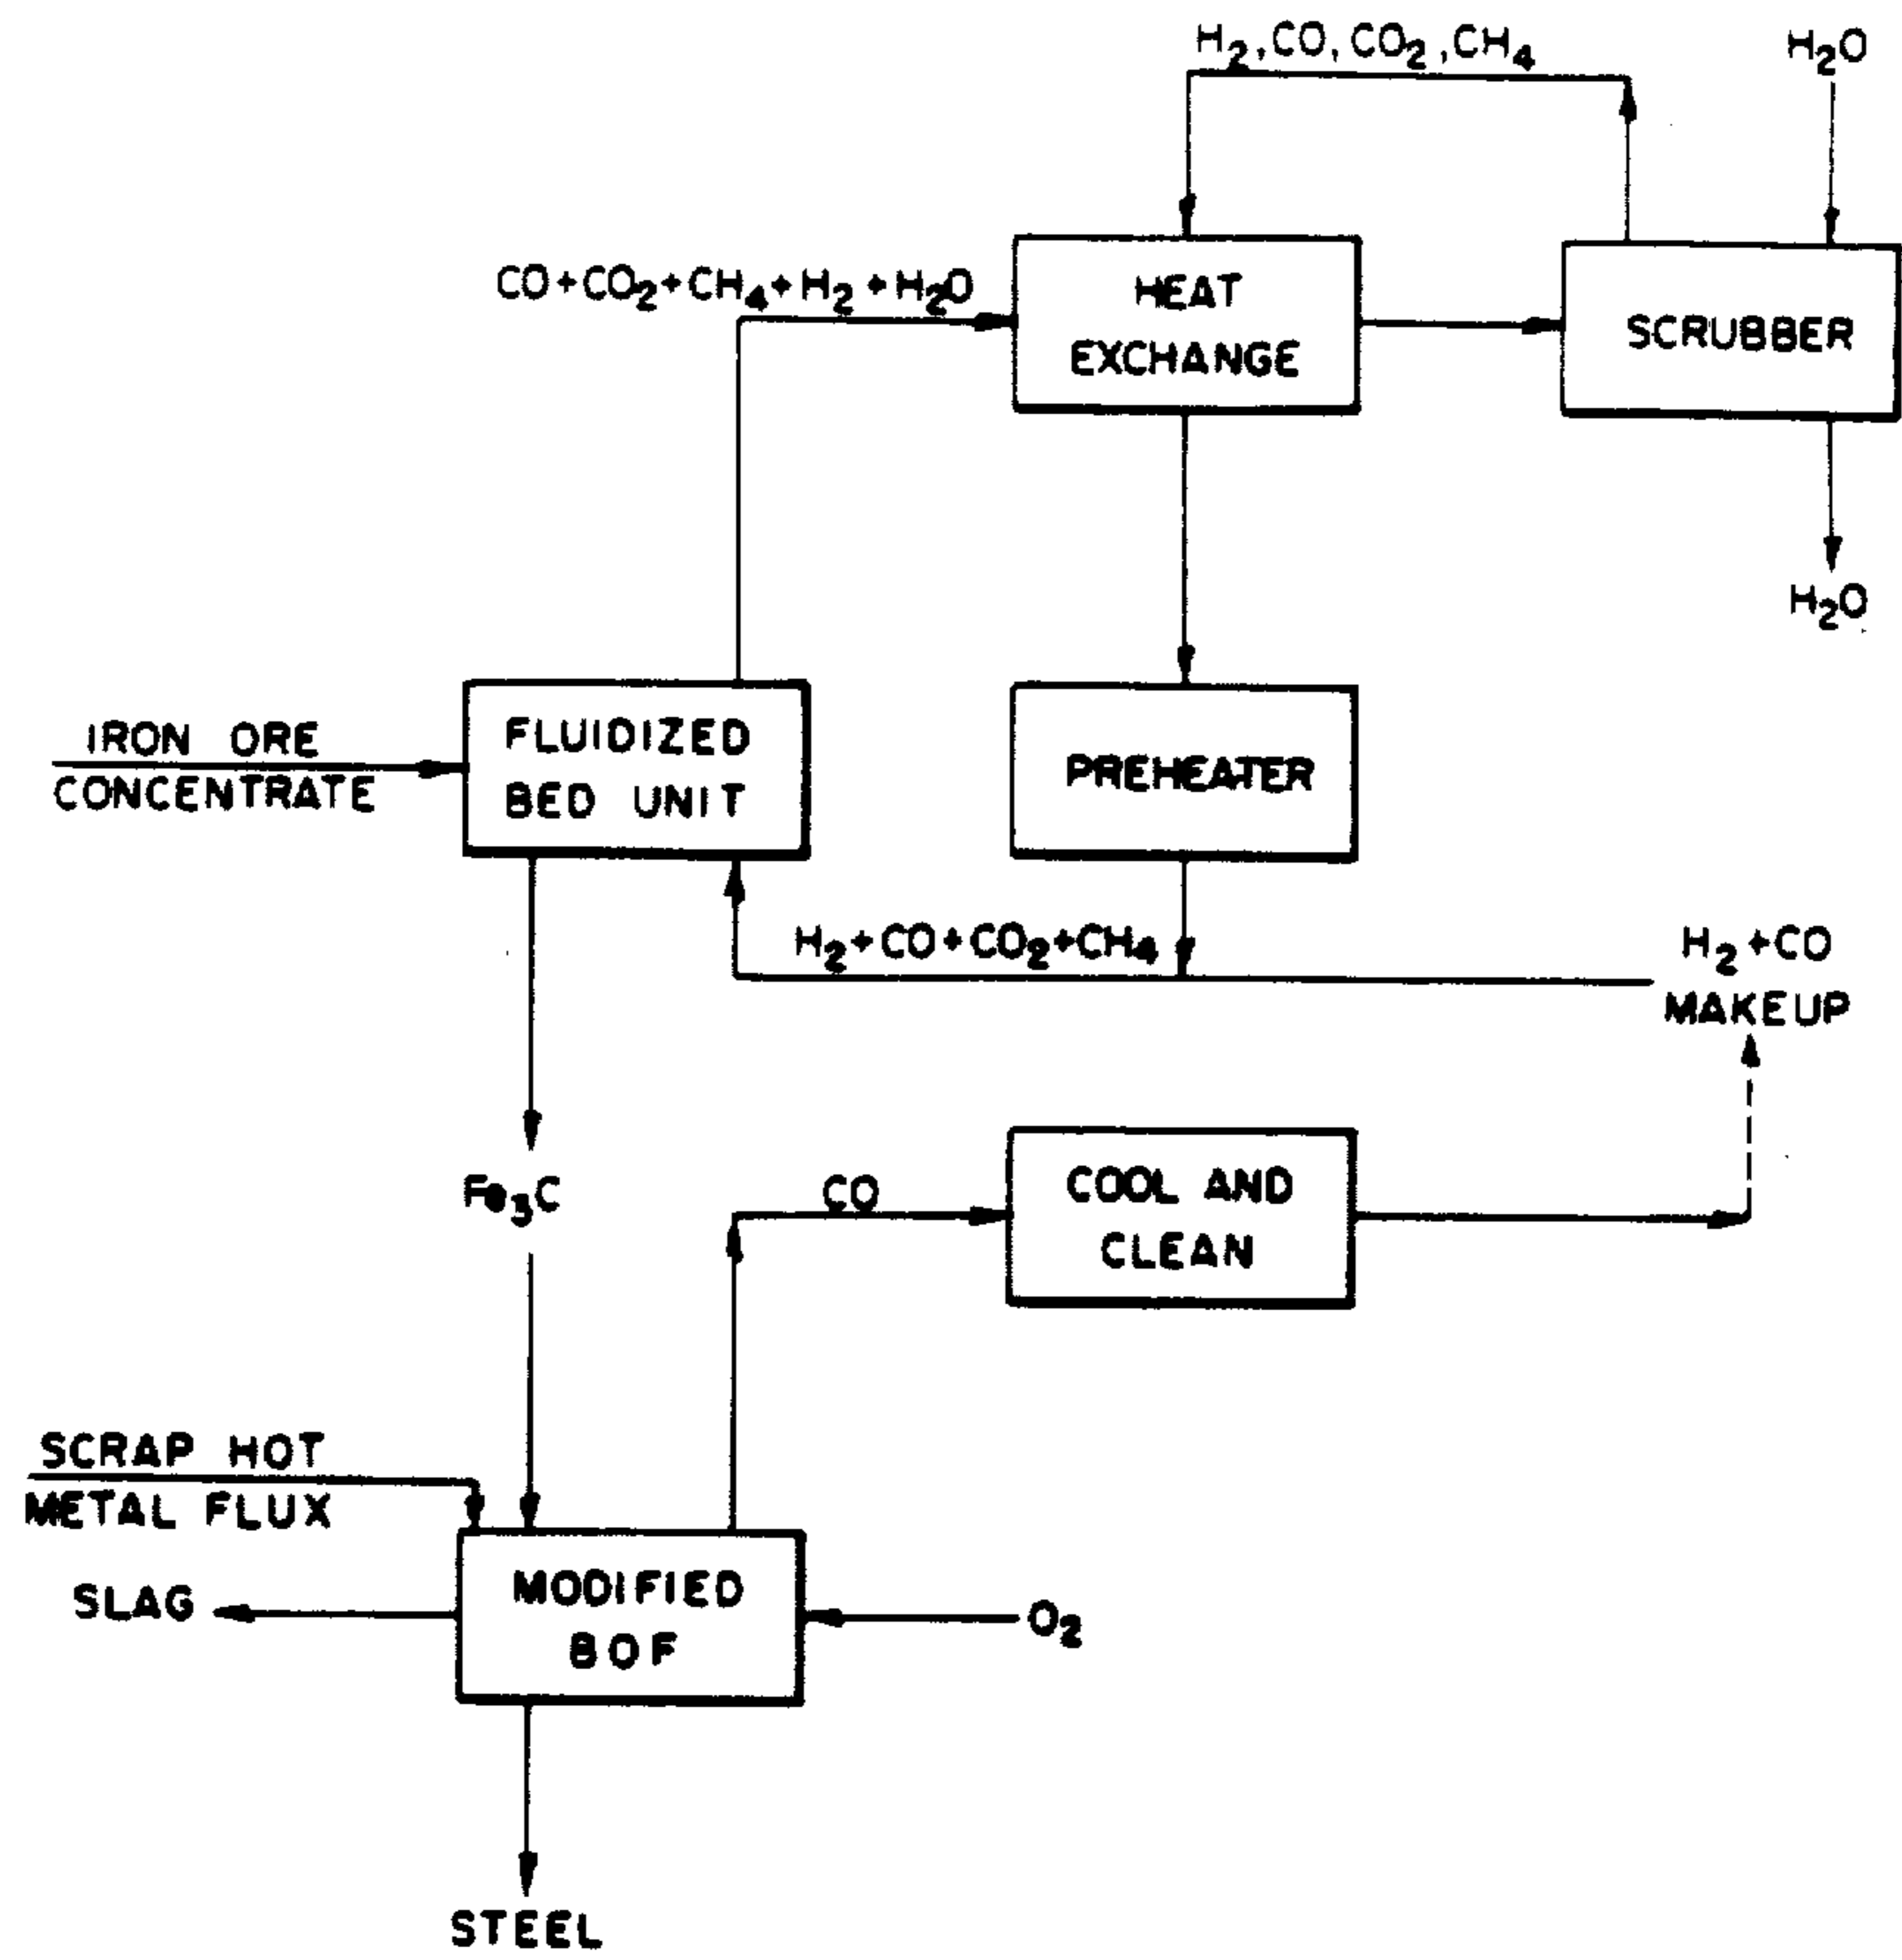 H₂,CO,CO₂,CH₄
H₂O
CO+CO₂+CH₄+H₂+H₂O
HEAT
EXCHANGE
SCRUBBER
H₂O
IRON ORE
CONCENTRATE
FLUIDIZED
BED UNIT
PREHEATER
H₂+CO+CO₂+CH₄
H₂+CO
MAKEUP
Fe₃C
CO
COOL AND
CLEAN
SCRAP HOT
METAL FLUX
SLAG
MODIFIED
BOF
O₂
STEEL